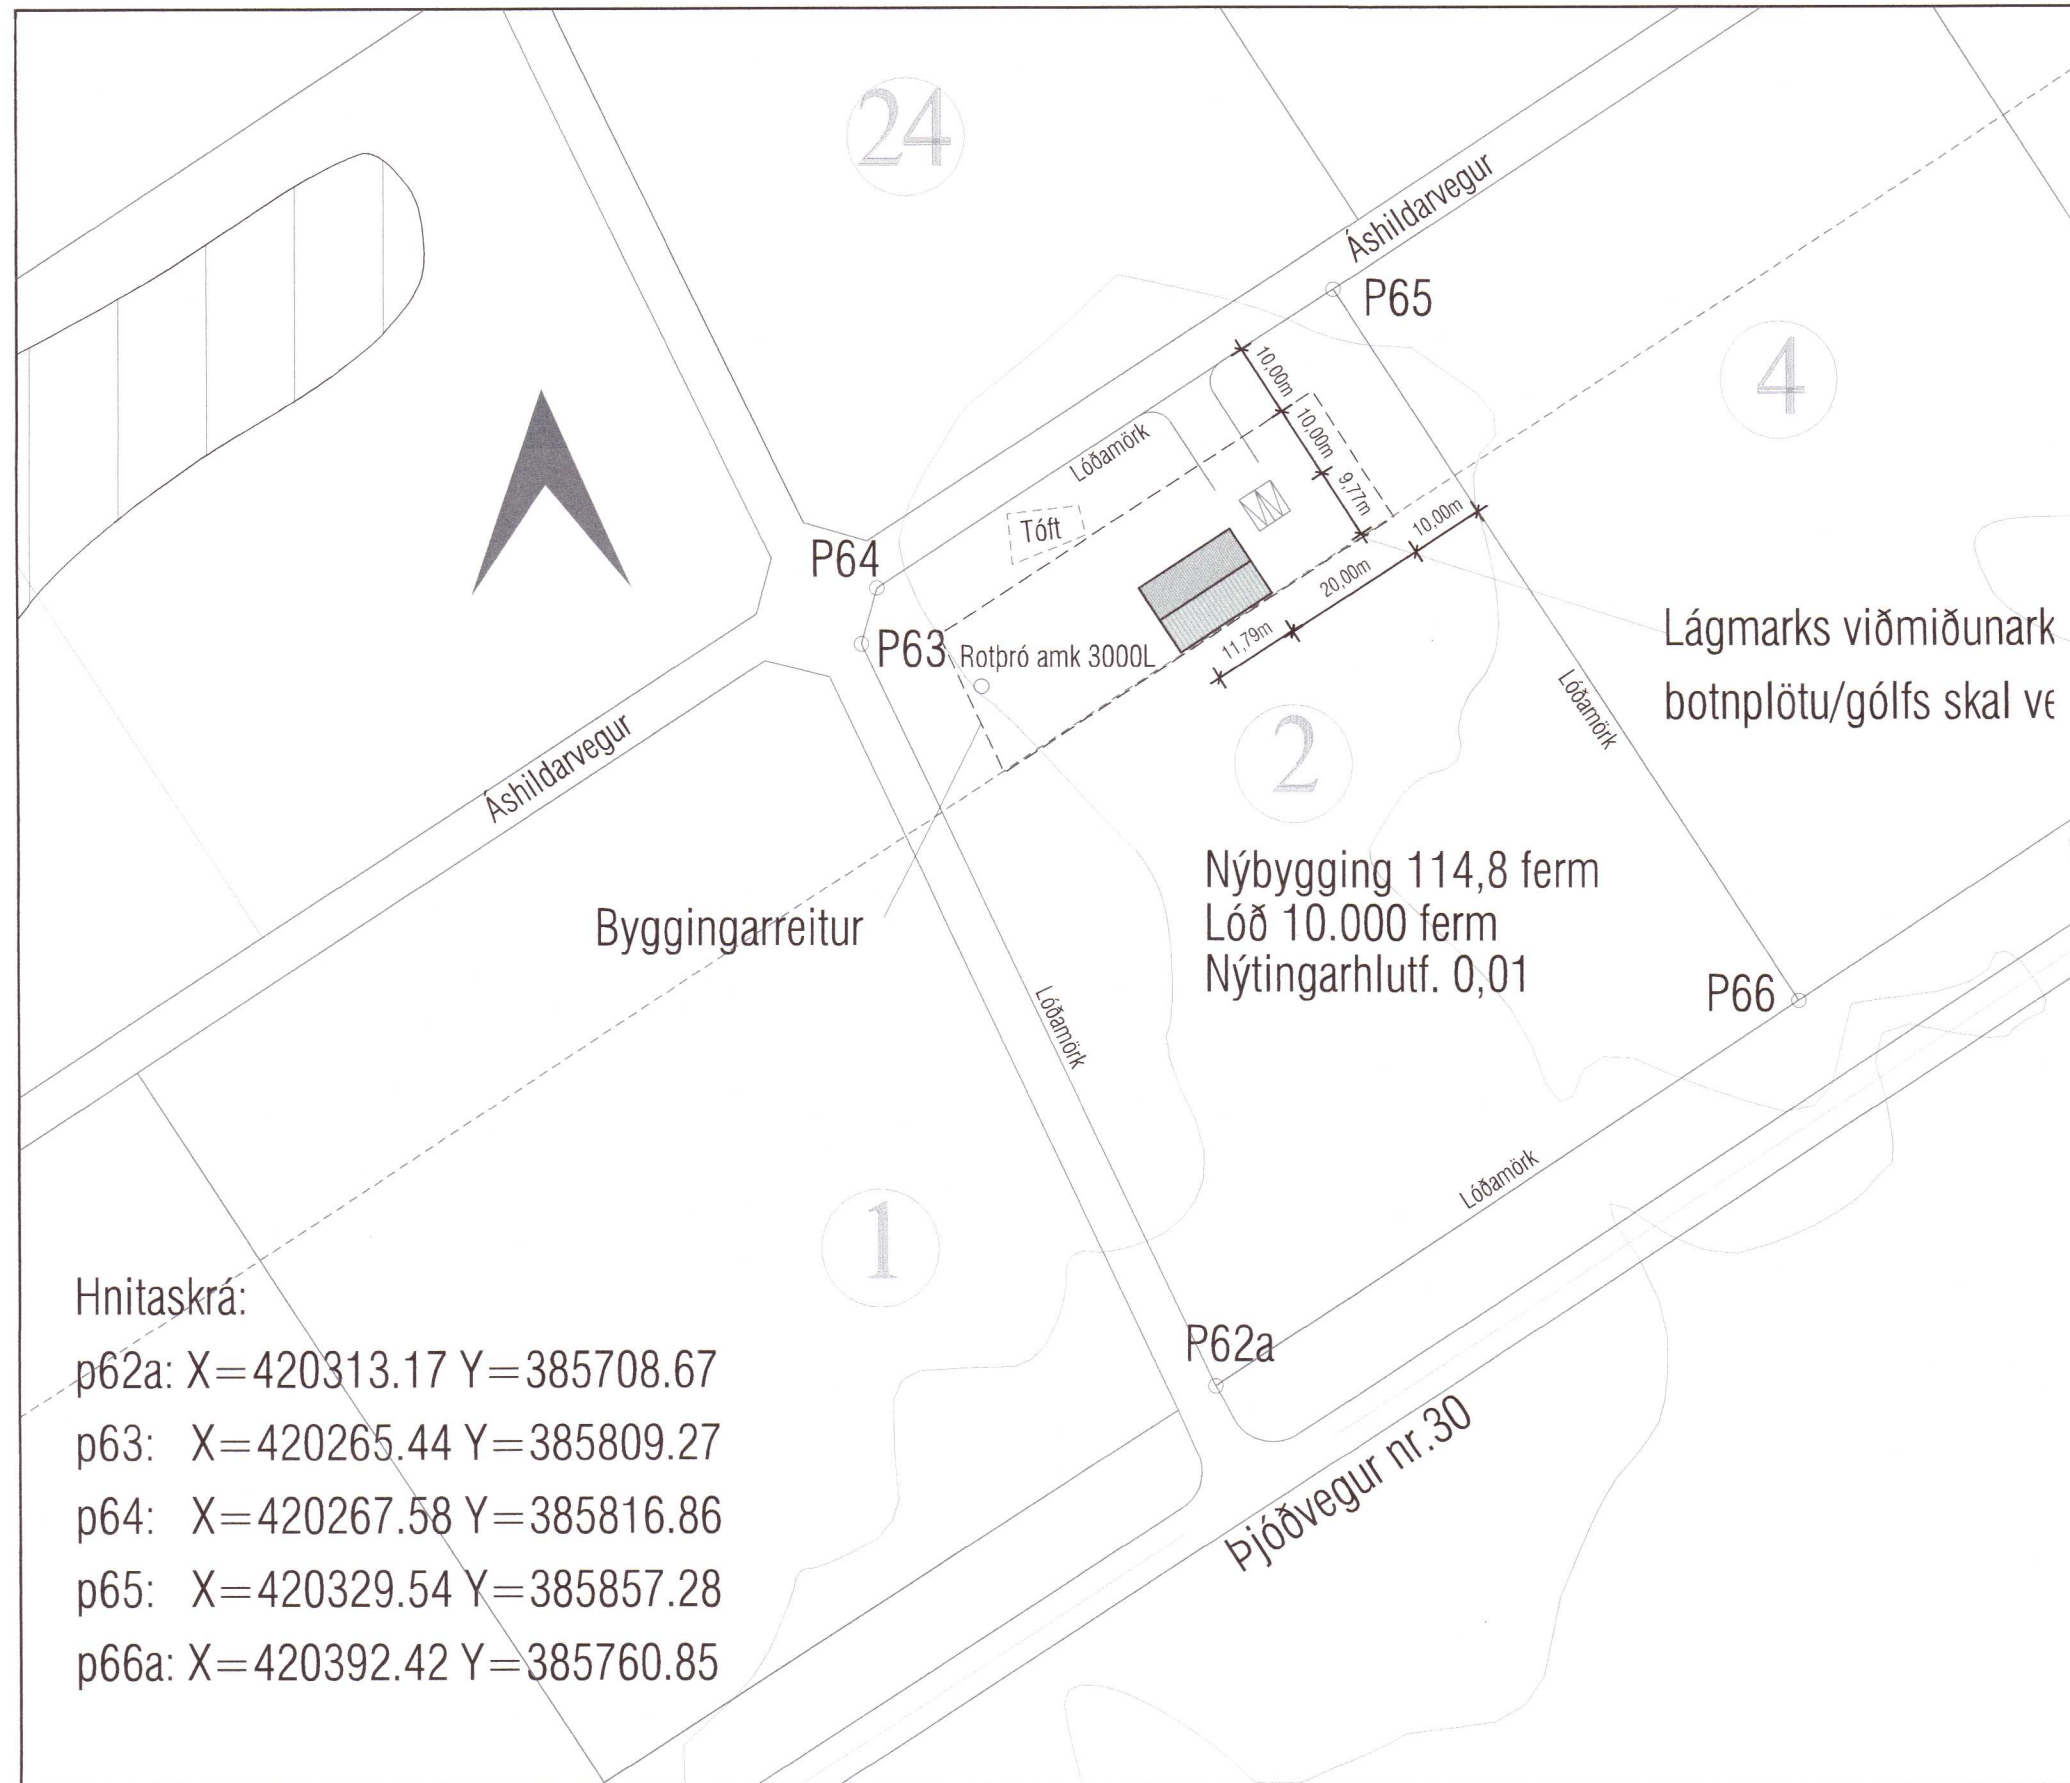 24
Áshildarvegur
P65
4
10,00m
10,00m
9,77m
Lóðamörk
10,00m
Tóft
P64
20,00m
11,79m
P63
Rotþró amk 3000L
Lágmarks viðmiðunark
botnplötu/gólfs skal ve
Lóðamörk
Áshildarvegur
2
Byggingarreitur
Nýbygging 114,8 ferm
Lóð 10.000 ferm
Nýtingarhlutf. 0,01
P66
Lóðamörk
Lóðamörk
1
P62a
Þjóðvegur nr.30
Hnitaskrá:
p62a: X=420313.17 Y=385708.67
p63: X=420265.44 Y=385809.27
p64: X=420267.58 Y=385816.86
p65: X=420329.54 Y=385857.28
p66a: X=420392.42 Y=385760.85